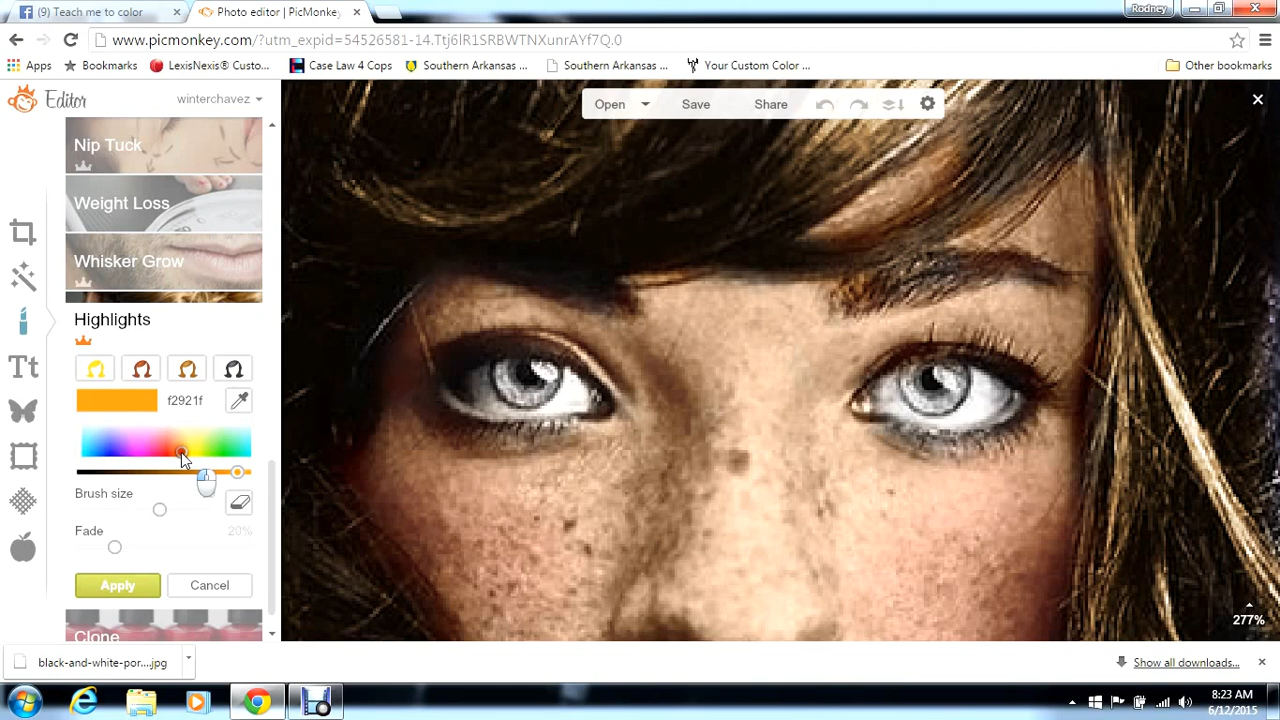 (9) Teach me to color
Photo editor | PicMonkey
Rodney
www.picmonkey.com/?utm_expid=54526581-14.Ttj6lR1SRBWTNXunrAYf7Q.0
Apps
Bookmarks
LexisNexis® Custo...
Case Law 4 Cops
Southern Arkansas ...
Southern Arkansas ...
Your Custom Color ...
Other bookmarks
Editor
winterchavez
Open
Save
Share
Nip Tuck
Weight Loss
Whisker Grow
Highlights
f2921f
Brush size
Fade
20%
Apply
Cancel
Clone
277%
black-and-white-por....jpg
Show all downloads...
8:23 AM
6/12/2015